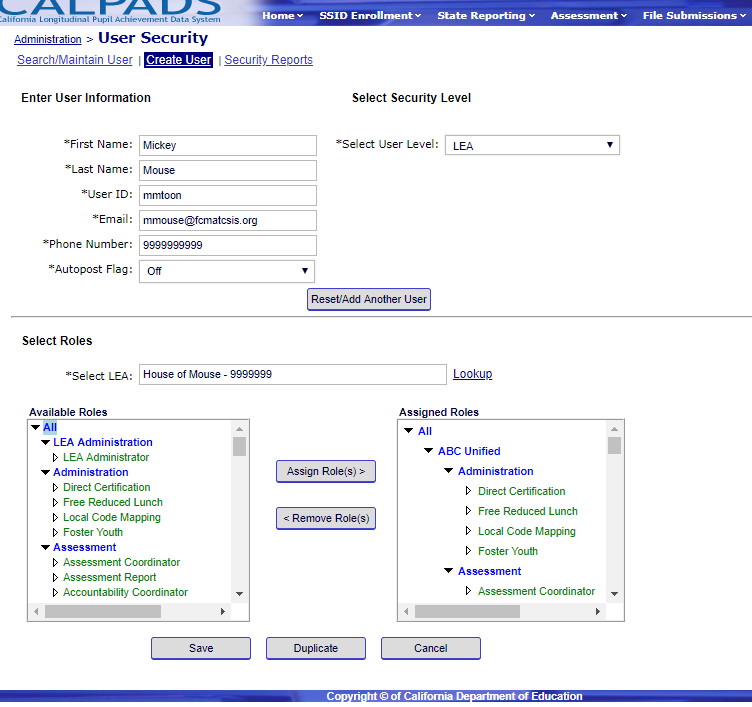 CALPADS
California Longitudinal Pupil Achievement Data System
Home SSID Enrollment State Reporting Assessment File Submissions
Administration > User Security
Search/Maintain User | Create User | Security Reports
Enter User Information
Select Security Level
*First Name: Mickey
*Select User Level: LEA
*Last Name: Mouse
*User ID: mmtoon
*Email: mmouse@fcmatcsis.org
*Phone Number: 9999999999
*Autopost Flag: Off
Reset/Add Another User
Select Roles
*Select LEA: House of Mouse - 9999999 Lookup
Available Roles
All
LEA Administration
LEA Administrator
Administration
Direct Certification
Free Reduced Lunch
Local Code Mapping
Foster Youth
Assessment
Assessment Coordinator
Assessment Report
Accountability Coordinator
Assign Role(s) >
< Remove Role(s)
Assigned Roles
All
ABC Unified
Administration
Direct Certification
Free Reduced Lunch
Local Code Mapping
Foster Youth
Assessment
Assessment Coordinator
Save Duplicate Cancel
Copyright © of California Department of Education